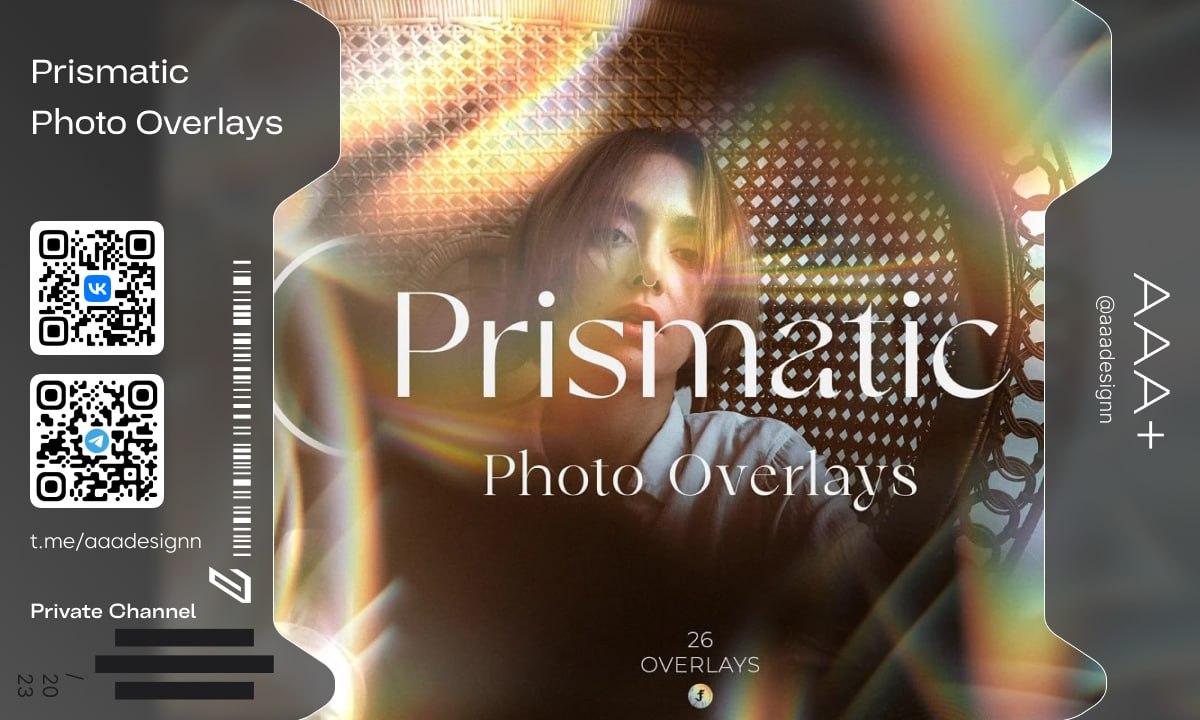 Prismatic
Photo Overlays
t.me/aaadesignn
Private Channel
20
23
/
Prismatic
Photo Overlays
26
OVERLAYS
AAA+
@aaadesignn